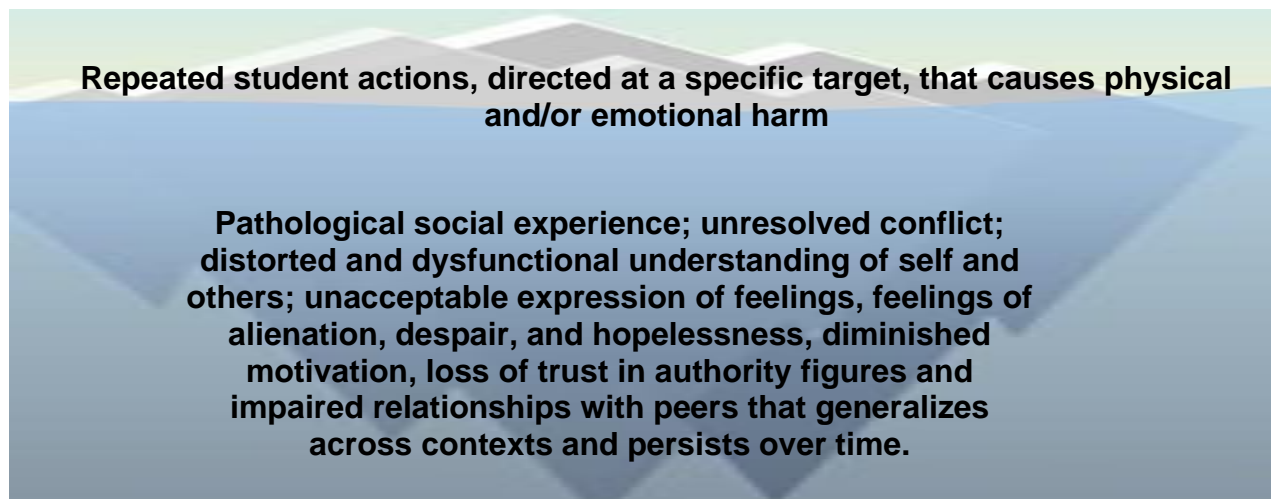 Repeated student actions, directed at a specific target, that causes physical
and/or emotional harm
Pathological social experience; unresolved conflict;
distorted and dysfunctional understanding of self and
others; unacceptable expression of feelings, feelings of
alienation, despair, and hopelessness, diminished
motivation, loss of trust in authority figures and
impaired relationships with peers that generalizes
across contexts and persists over time.